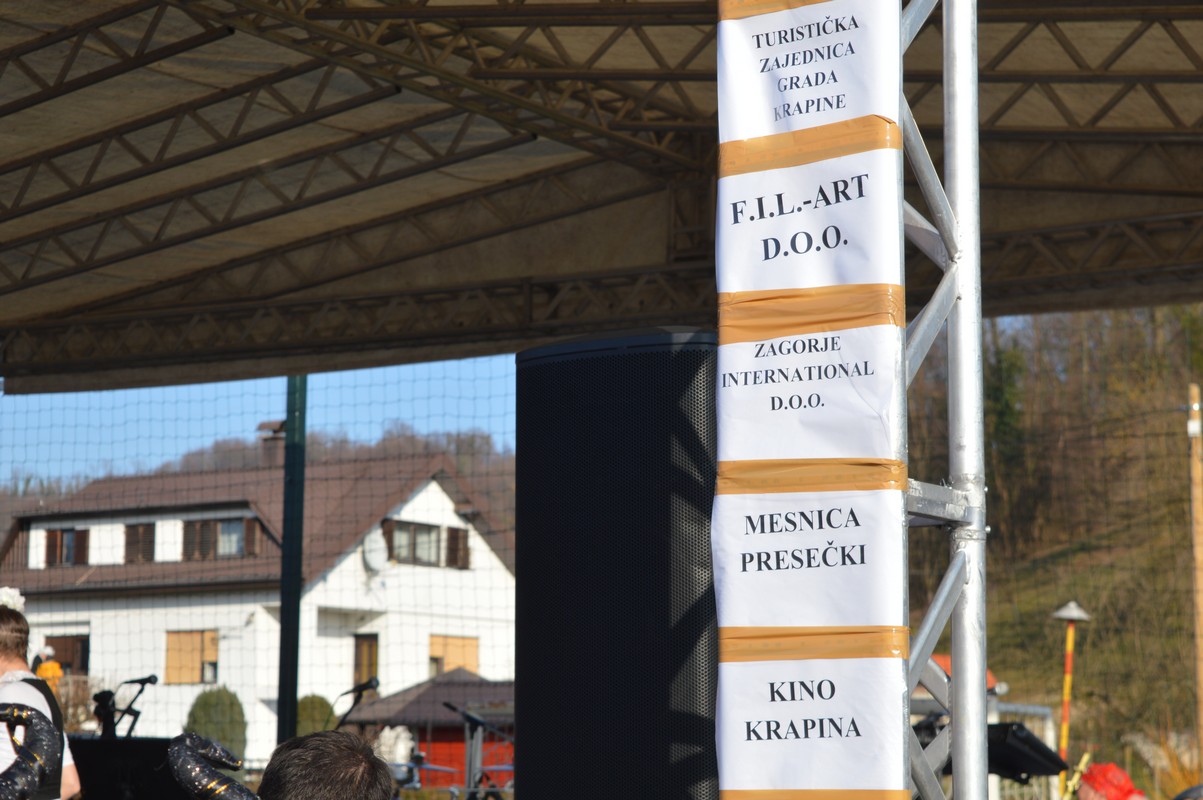 TURISTIČKA
ZAJEDNICA
GRADA
KRAPINE
F.I.L.-ART
D.O.O.
ZAGORJE
INTERNATIONAL
D.O.O.
MESNICA
PRESEČKI
KINO
KRAPINA